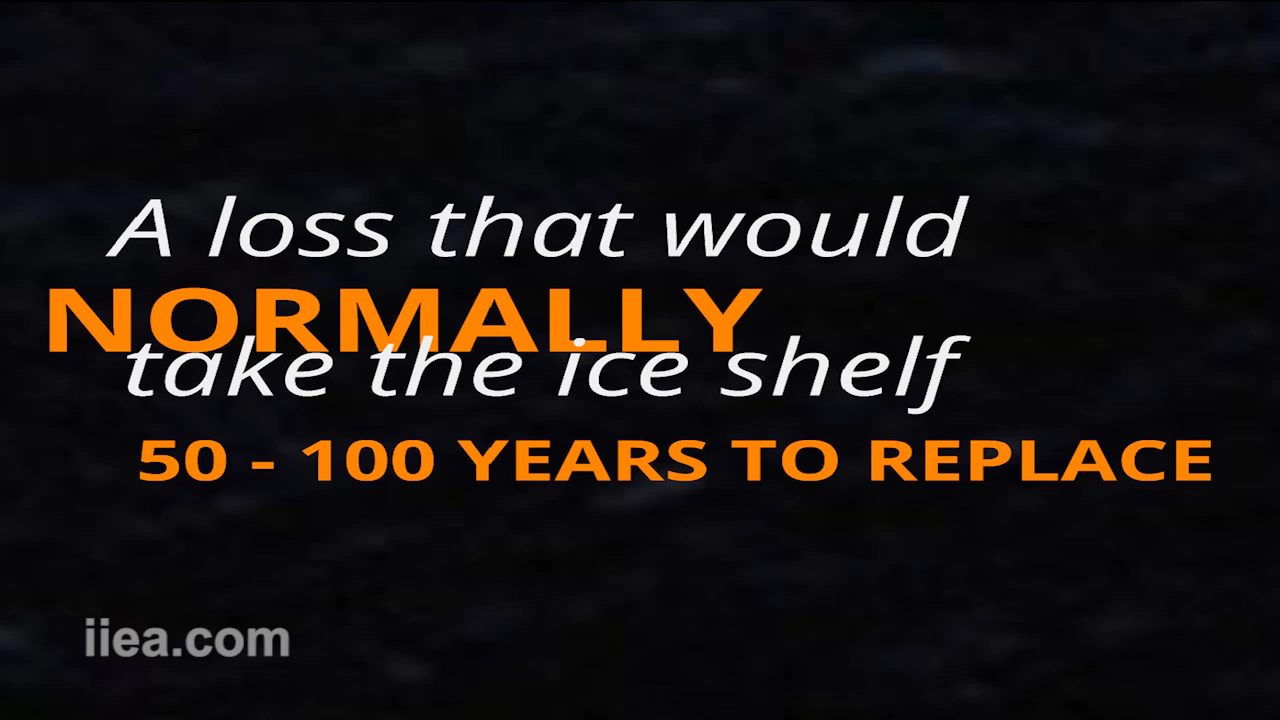 A loss that would
NORMALLY
take the ice shelf
50 - 100 YEARS TO REPLACE
iiea.com